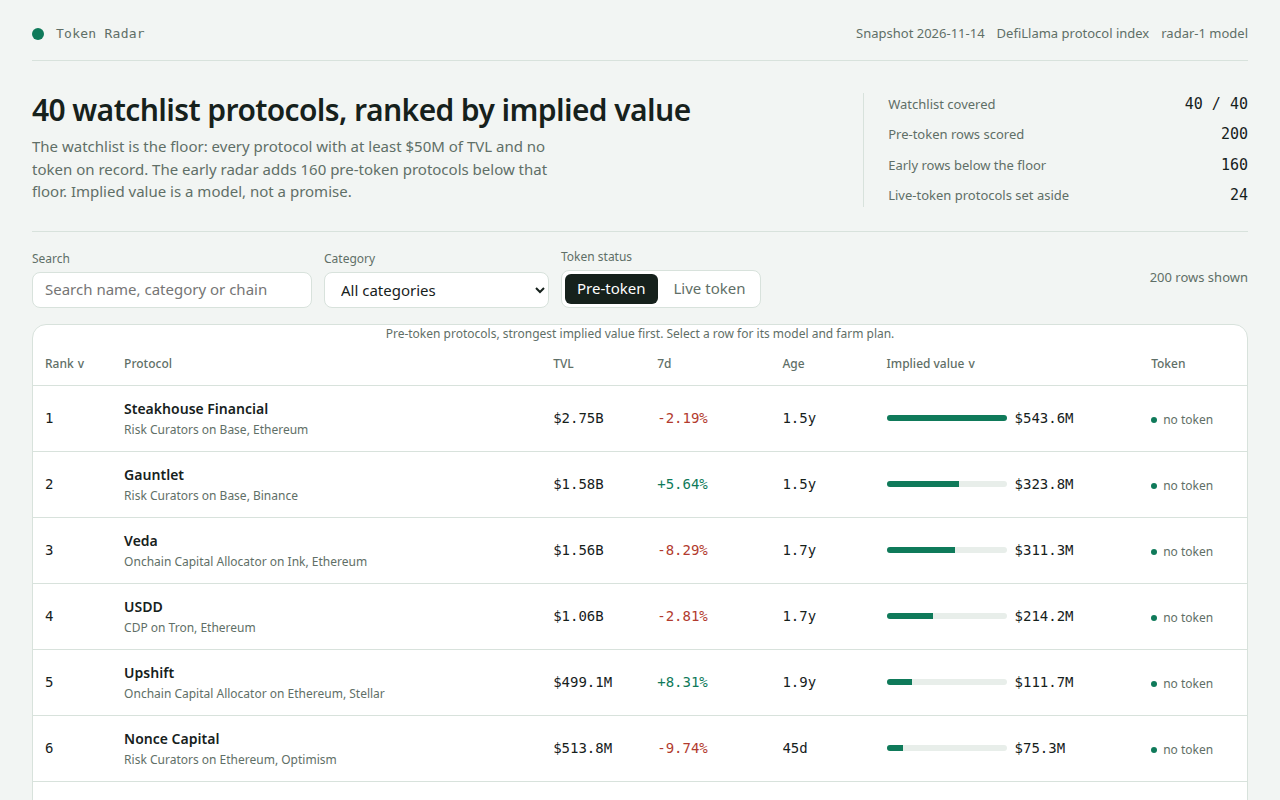 Token Radar
Snapshot 2026-11-14 DefiLlama protocol index radar-1 model
40 watchlist protocols, ranked by implied value
The watchlist is the floor: every protocol with at least $50M of TVL and no
token on record. The early radar adds 160 pre-token protocols below that
floor. Implied value is a model, not a promise.
Watchlist covered 40 / 40
Pre-token rows scored 200
Early rows below the floor 160
Live-token protocols set aside 24
Search
Category
Token status
Search name, category or chain
All categories
Pre-token
Live token
200 rows shown
Pre-token protocols, strongest implied value first. Select a row for its model and farm plan.
Rank v Protocol TVL 7d Age Implied value v Token
1 Steakhouse Financial $2.75B -2.19% 1.5y $543.6M no token
Risk Curators on Base, Ethereum
2 Gauntlet $1.58B +5.64% 1.5y $323.8M no token
Risk Curators on Base, Binance
3 Veda $1.56B -8.29% 1.7y $311.3M no token
Onchain Capital Allocator on Ink, Ethereum
4 USDD $1.06B -2.81% 1.7y $214.2M no token
CDP on Tron, Ethereum
5 Upshift $499.1M +8.31% 1.9y $111.7M no token
Onchain Capital Allocator on Ethereum, Stellar
6 Nonce Capital $513.8M -9.74% 45d $75.3M no token
Risk Curators on Ethereum, Optimism